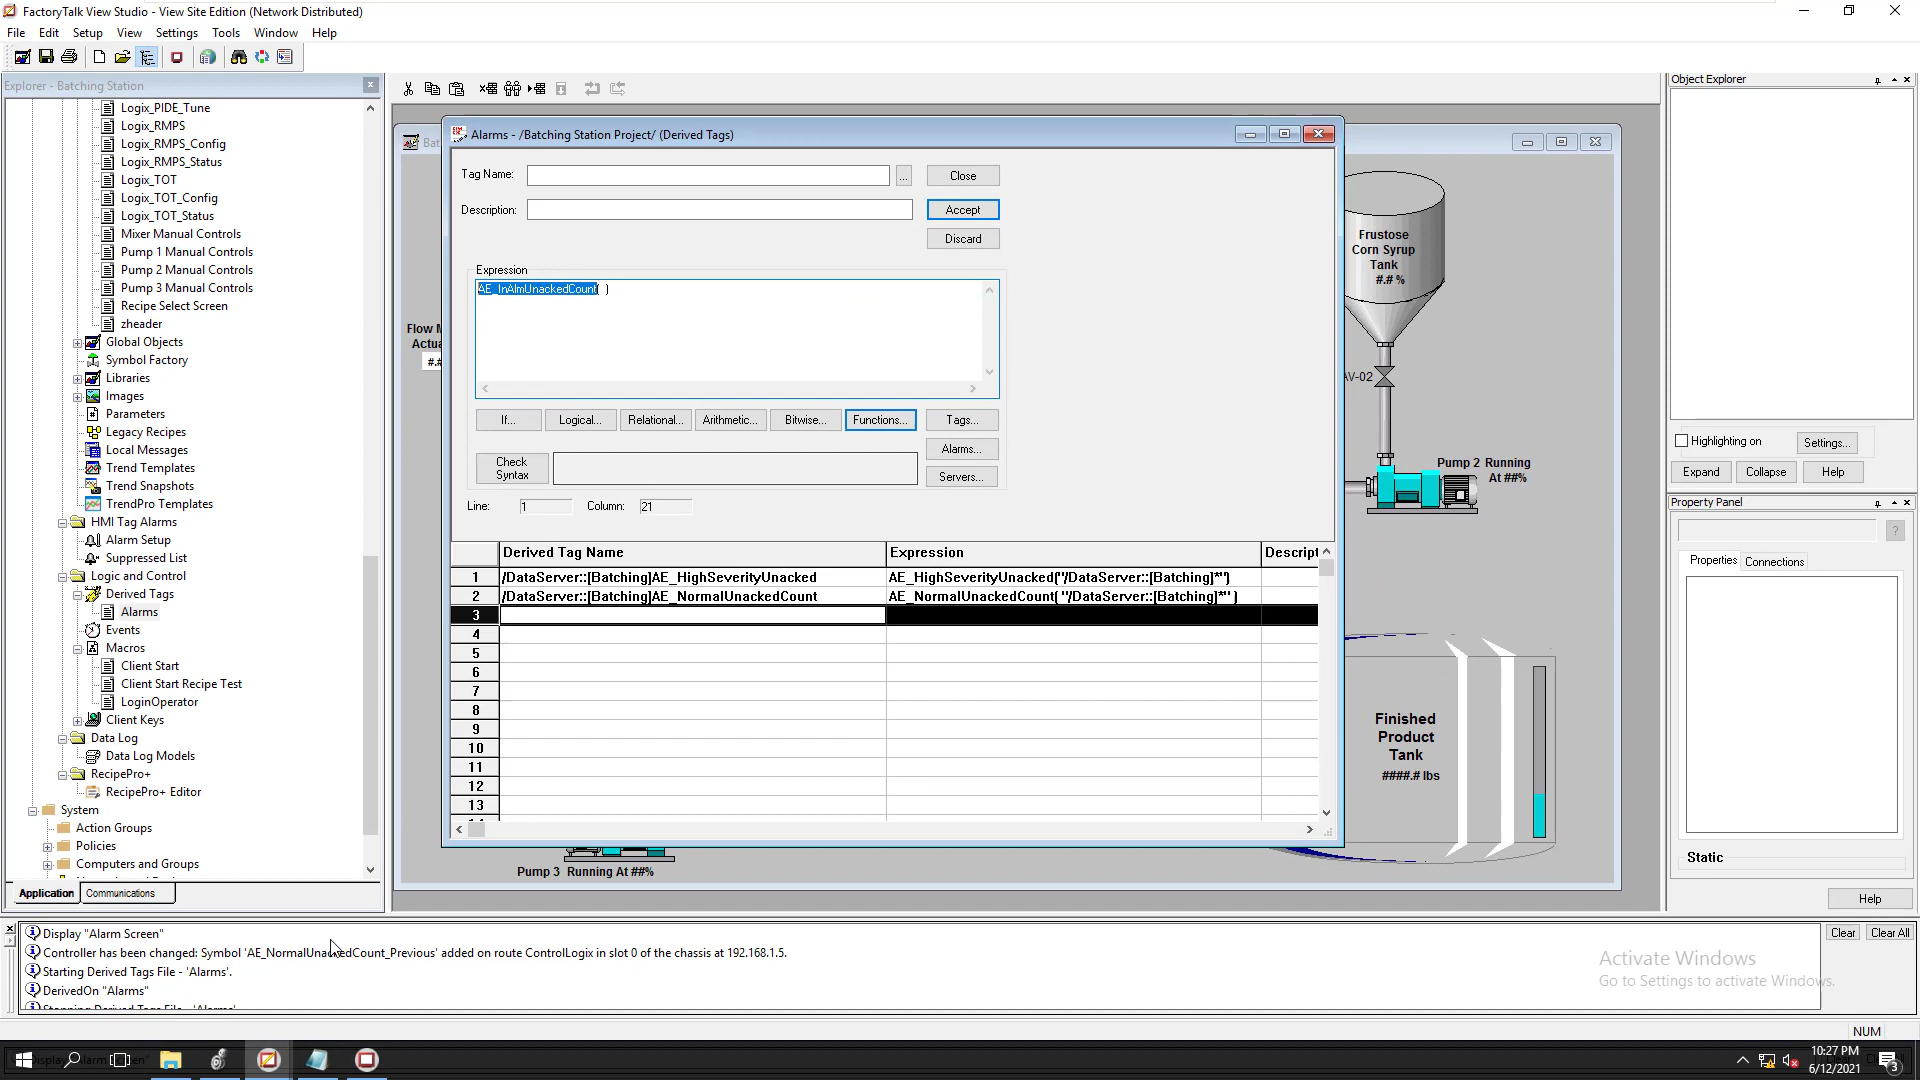 FactoryTalk View Studio - View Site Edition (Network Distributed)
File Edit Setup View Settings Tools Window Help
Explorer - Batching Station
Logix_PIDE_Tune
Logix_RMPS
Logix_RMPS_Config
Logix_RMPS_Status
Logix_TOT
Logix_TOT_Config
Logix_TOT_Status
Mixer Manual Controls
Pump 1 Manual Controls
Pump 2 Manual Controls
Pump 3 Manual Controls
Recipe Select Screen
zheader
Global Objects
Symbol Factory
Libraries
Images
Parameters
Legacy Recipes
Local Messages
Trend Templates
Trend Snapshots
TrendPro Templates
HMI Tag Alarms
Alarm Setup
Suppressed List
Logic and Control
Derived Tags
Alarms
Events
Macros
Client Start
Client Start Recipe Test
LoginOperator
Client Keys
Data Log
Data Log Models
RecipePro+
RecipePro+ Editor
System
Action Groups
Policies
Computers and Groups
Application Communications
Bat
Flow M
Actua
#.#
Alarms - /Batching Station Project/ (Derived Tags)
Tag Name: ... Close
Description: Accept
Discard
Expression
AE_InAlmUnackedCount( )
If... Logical... Relational... Arithmetic... Bitwise... Functions... Tags...
Alarms...
Check
Syntax
Servers...
Line: 1 Column: 21
Derived Tag Name Expression Descript
1 /DataServer::[Batching]AE_HighSeverityUnacked AE_HighSeverityUnacked("/DataServer::[Batching]*")
2 /DataServer::[Batching]AE_NormalUnackedCount AE_NormalUnackedCount( "/DataServer::[Batching]*" )
3
4
5
6
7
8
9
10
11
12
13
Frustose
Corn Syrup
Tank
#.# %
AV-02
Pump 2 Running
At ##%
Finished
Product
Tank
####.# lbs
Pump 3 Running At ##%
Object Explorer
Highlighting on Settings...
Expand Collapse Help
Property Panel
?
Properties Connections
Static
Help
Display "Alarm Screen"
Controller has been changed: Symbol 'AE_NormalUnackedCount_Previous' added on route ControlLogix in slot 0 of the chassis at 192.168.1.5.
Starting Derived Tags File - 'Alarms'.
DerivedOn "Alarms"
Stopping Derived Tags File - 'Alarms'
Clear Clear All
Activate Windows
Go to Settings to activate Windows.
NUM
10:27 PM
6/12/2021
3